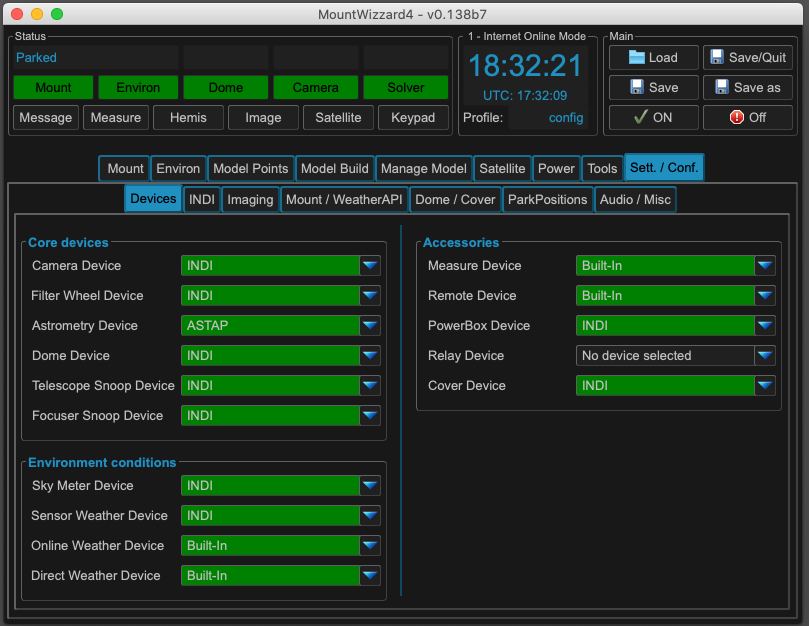 MountWizzard4 - v0.138b7
Status
Parked
Mount Environ Dome Camera Solver
Message Measure Hemis Image Satellite Keypad
1 - Internet Online Mode
18:32:21
UTC: 17:32:09
Profile: config
Main
Load Save/Quit
Save Save as
ON Off
Mount Environ Model Points Model Build Manage Model Satellite Power Tools Sett. / Conf.
Devices INDI Imaging Mount / WeatherAPI Dome / Cover ParkPositions Audio / Misc
Core devices
Camera Device INDI
Filter Wheel Device INDI
Astrometry Device ASTAP
Dome Device INDI
Telescope Snoop Device INDI
Focuser Snoop Device INDI
Environment conditions
Sky Meter Device INDI
Sensor Weather Device INDI
Online Weather Device Built-In
Direct Weather Device Built-In
Accessories
Measure Device Built-In
Remote Device Built-In
PowerBox Device INDI
Relay Device No device selected
Cover Device INDI